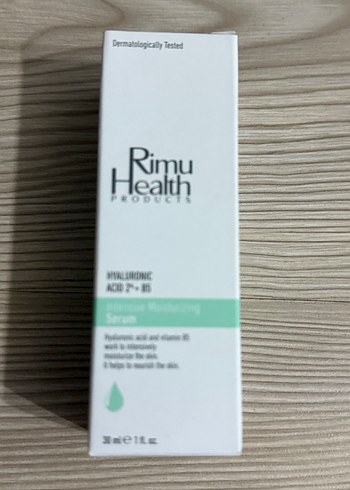 Dermatologically Tested
Rimu
Health
PRODUCTS
HYALURONIC
ACID 2% + B5
Intensive Moisturizing
Serum
Hyaluronic acid and vitamin B5
work to intensively
moisturize the skin.
It helps to nourish the skin.
30 ml ℮ 1 fl. oz.